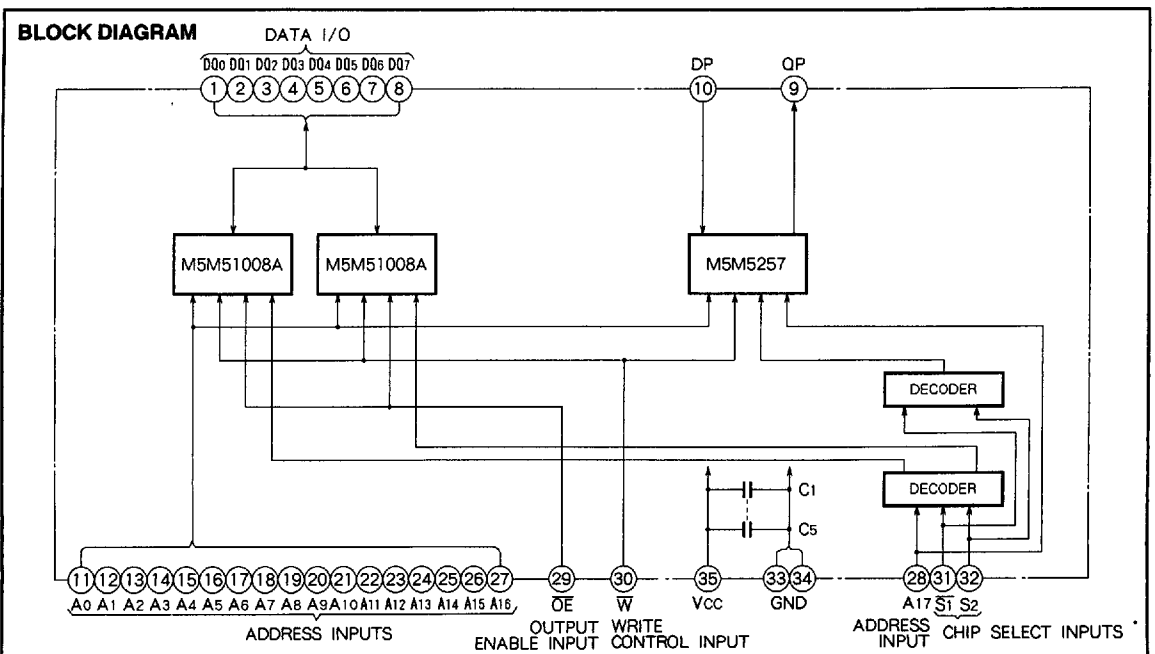 BLOCK DIAGRAM
DATA I/O
DQ0 DQ1 DQ2 DQ3 DQ4 DQ5 DQ6 DQ7
1 2 3 4 5 6 7 8
DP QP
10 9
M5M51008A M5M51008A M5M5257
DECODER
DECODER
C1
C5
11 12 13 14 15 16 17 18 19 20 21 22 23 24 25 26 27 29 30 35 33 34 28 31 32
A0 A1 A2 A3 A4 A5 A6 A7 A8 A9 A10 A11 A12 A13 A14 A15 A16 O̅E̅ W̅ VCC GND A17 S̅1̅ S2
ADDRESS INPUTS
OUTPUT ENABLE INPUT
WRITE CONTROL INPUT
ADDRESS INPUT
CHIP SELECT INPUTS